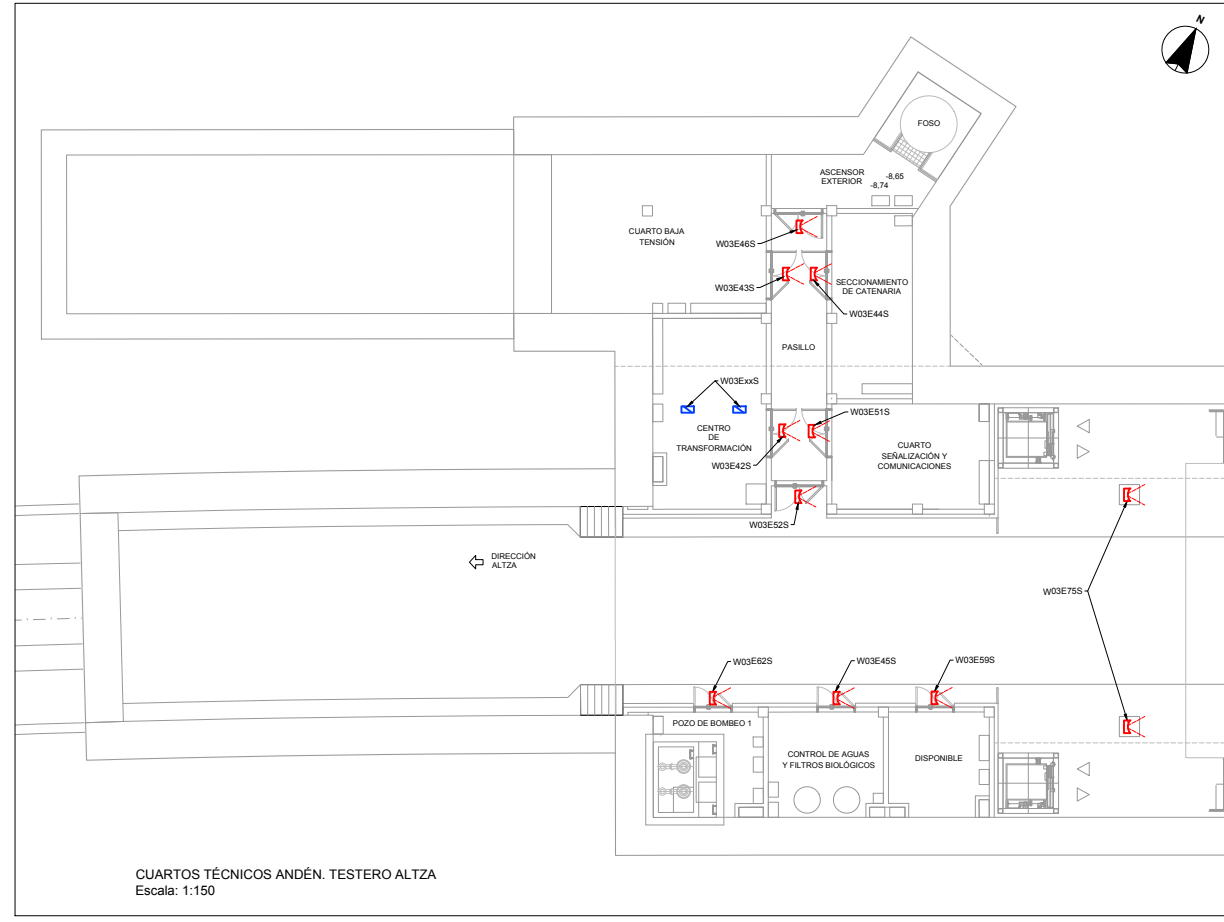 N
FOSO
ASCENSOR
EXTERIOR
-8,65
-8,74
CUARTO BAJA
TENSIÓN
W03E46S
W03E43S
SECCIONAMIENTO
DE CATENARIA
W03E44S
PASILLO
W03ExxS
W03E51S
CENTRO
DE
TRANSFORMACIÓN
CUARTO
SEÑALIZACIÓN Y
COMUNICACIONES
W03E42S
W03E52S
DIRECCIÓN
ALTZA
W03E75S
W03E62S
W03E45S
W03E59S
POZO DE BOMBEO 1
CONTROL DE AGUAS
Y FILTROS BIOLÓGICOS
DISPONIBLE
CUARTOS TÉCNICOS ANDÉN. TESTERO ALTZA
Escala: 1:150